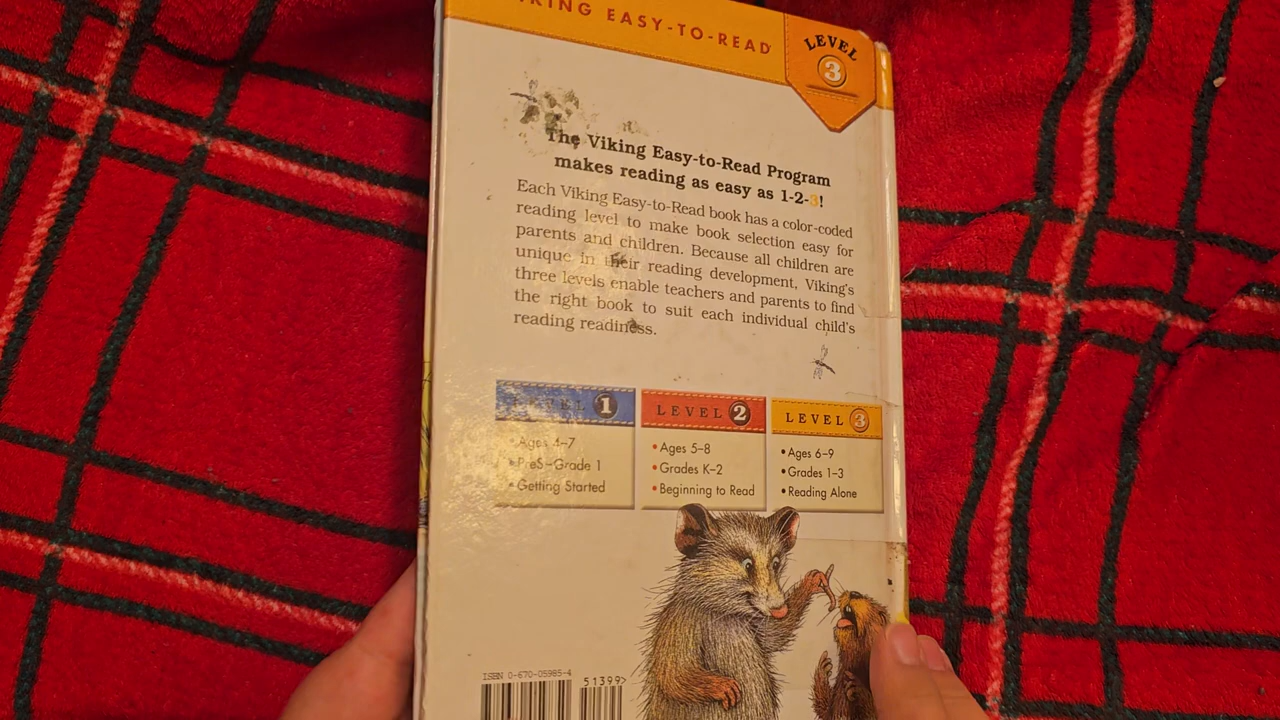 KING EASY-TO-READ
LEVEL
3
The Viking Easy-to-Read Program
makes reading as easy as 1-2-3!
Each Viking Easy-to-Read book has a color-coded
reading level to make book selection easy for
parents and children. Because all children are
unique in their reading development, Viking's
three levels enable teachers and parents to find
the right book to suit each individual child's
reading readiness.
LEVEL 1
•Ages 4–7
•PreS–Grade 1
•Getting Started
LEVEL 2
•Ages 5–8
•Grades K–2
•Beginning to Read
LEVEL 3
•Ages 6–9
•Grades 1–3
•Reading Alone
ISBN 0-670-05985-4
51399>